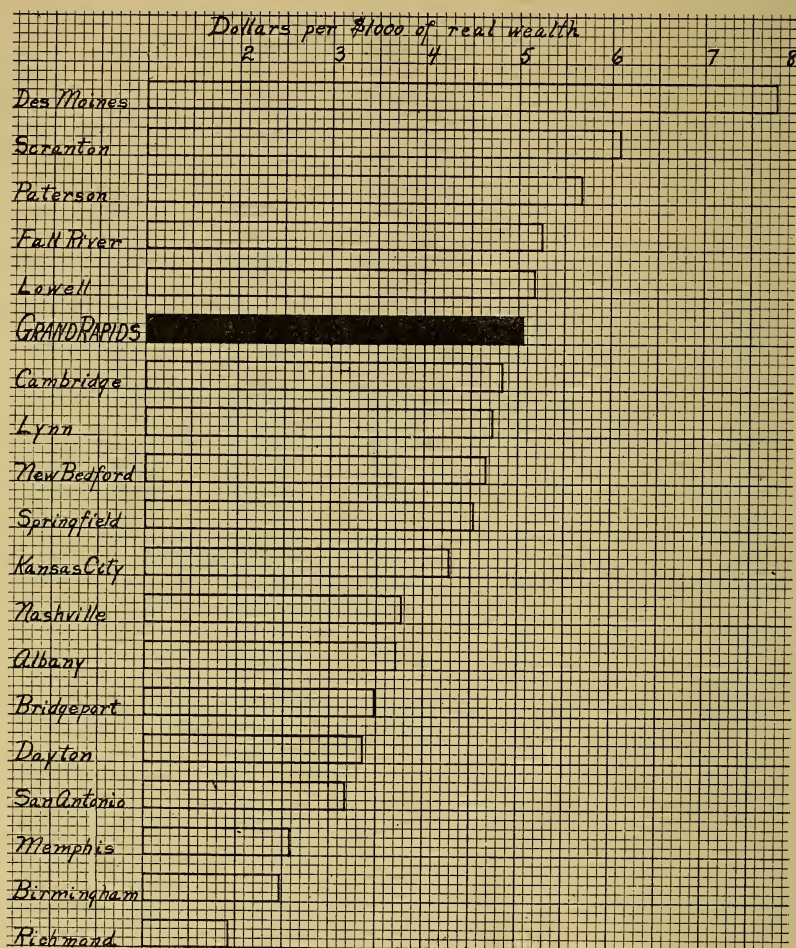 Dollars per $1000 of real wealth
2 3 4 5 6 7 8
Des Moines
Scranton
Paterson
Fall River
Lowell
GRAND RAPIDS
Cambridge
Lynn
New Bedford
Springfield
Kansas City
Nashville
Albany
Bridgeport
Dayton
San Antonio
Memphis
Birmingham
Richmond